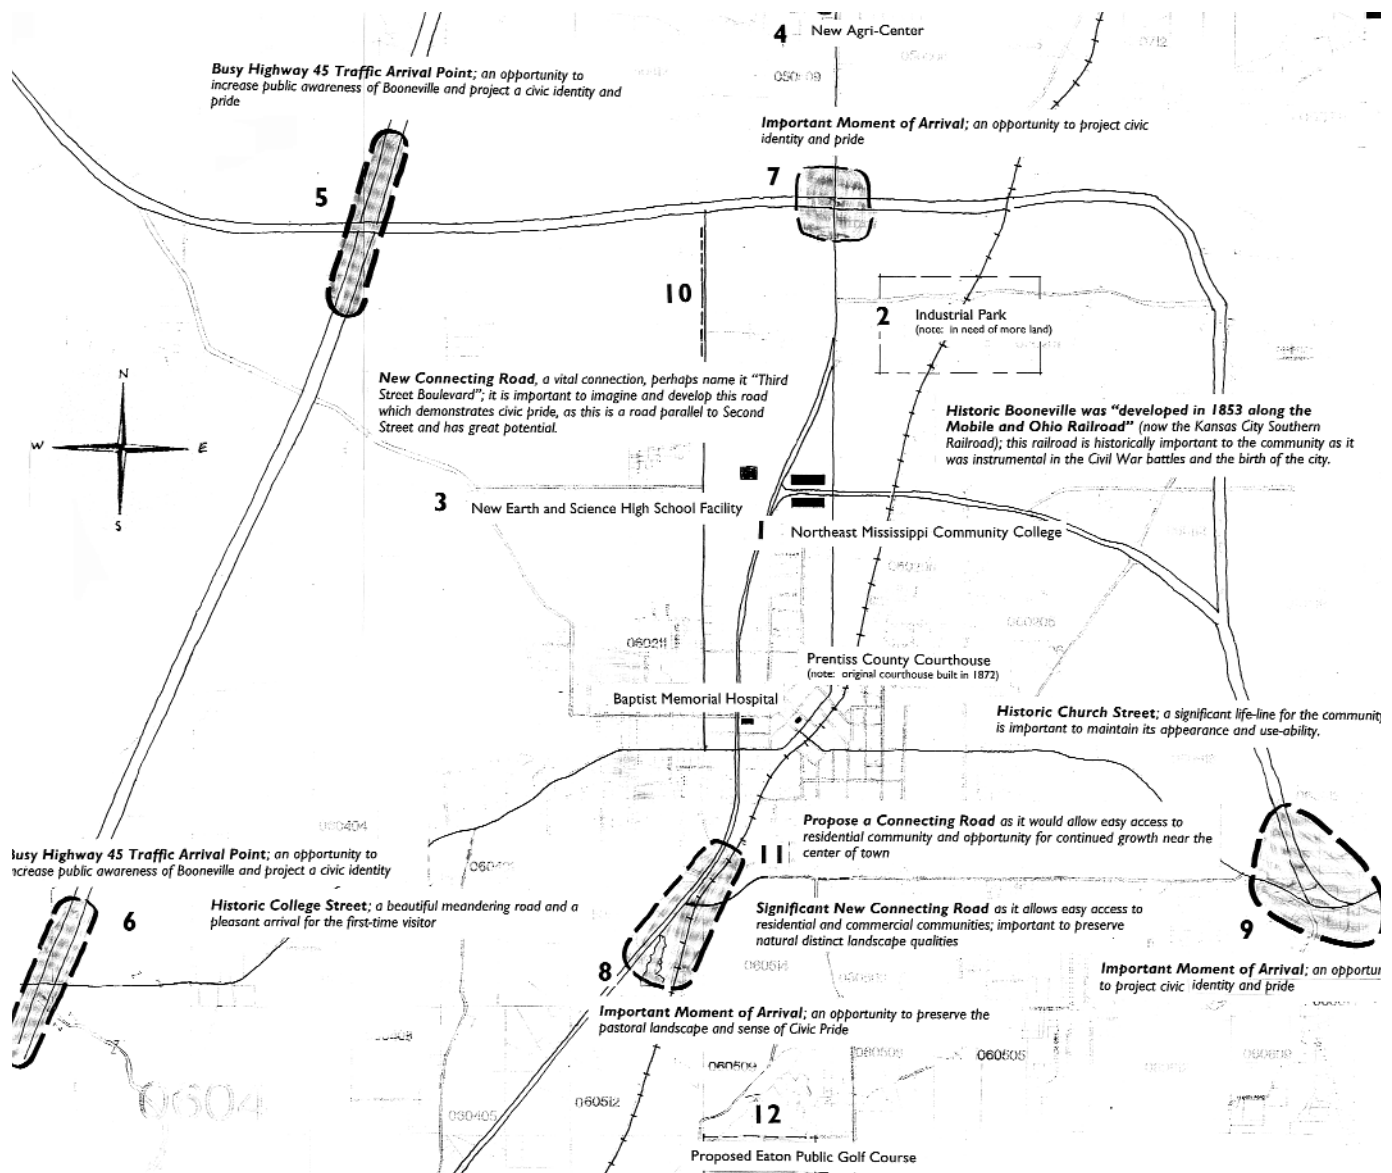 4 New Agri-Center
Busy Highway 45 Traffic Arrival Point; an opportunity to
increase public awareness of Booneville and project a civic identity and
pride
Important Moment of Arrival; an opportunity to project civic
identity and pride
7
5
10
2
Industrial Park
(note: in need of more land)
N
W E
S
New Connecting Road, a vital connection, perhaps name it "Third
Street Boulevard"; it is important to imagine and develop this road
which demonstrates civic pride, as this is a road parallel to Second
Street and has great potential.
Historic Booneville was "developed in 1853 along the
Mobile and Ohio Railroad" (now the Kansas City Southern
Railroad); this railroad is historically important to the community as it
was instrumental in the Civil War battles and the birth of the city.
3
New Earth and Science High School Facility
1
Northeast Mississippi Community College
060211
060206
Prentiss County Courthouse
(note: original courthouse built in 1872)
Baptist Memorial Hospital
Historic Church Street; a significant life-line for the community
is important to maintain its appearance and use-ability.
Propose a Connecting Road as it would allow easy access to
residential community and opportunity for continued growth near the
center of town
11
060404
Busy Highway 45 Traffic Arrival Point; an opportunity to
increase public awareness of Booneville and project a civic identity
6
Historic College Street; a beautiful meandering road and a
pleasant arrival for the first-time visitor
Significant New Connecting Road as it allows easy access to
residential and commercial communities; important to preserve
natural distinct landscape qualities
9
8
Important Moment of Arrival; an opportun
to project civic identity and pride
Important Moment of Arrival; an opportunity to preserve the
pastoral landscape and sense of Civic Pride
060509
060505
0604
060405
060512
12
Proposed Eaton Public Golf Course